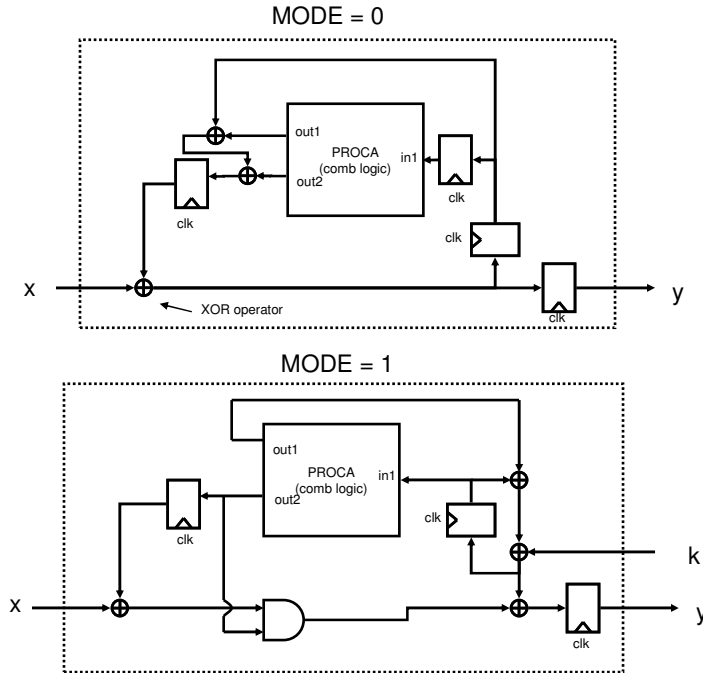 MODE = 0
out1
PROCA
(comb logic)
in1
out2
clk
clk
clk
x
y
XOR operator
clk
MODE = 1
out1
PROCA
(comb logic)
in1
out2
clk
clk
k
x
y
clk